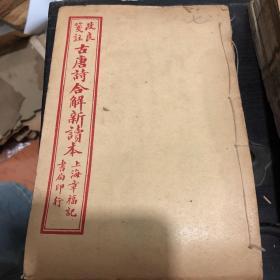 改良
箋註
古唐詩合解新讀本
上海章福記
書局印行